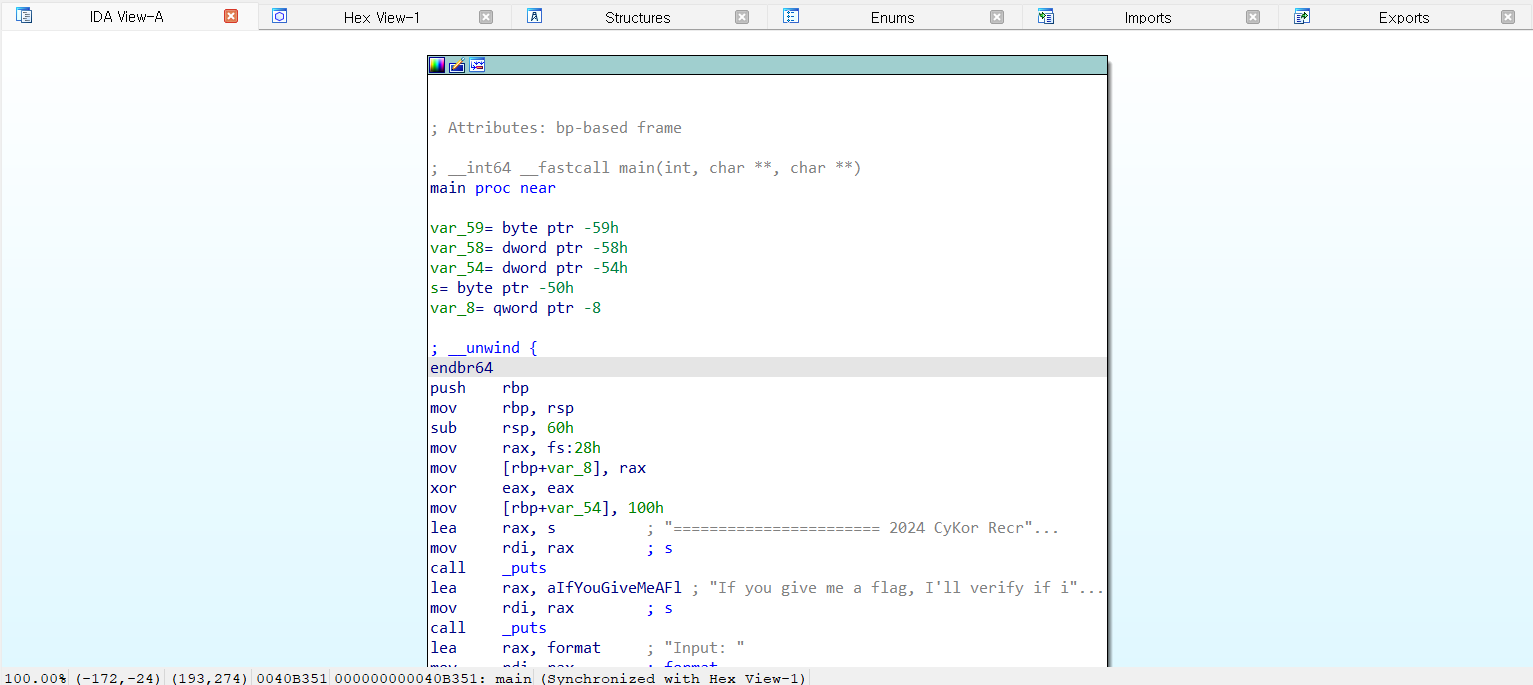 IDA View-A Hex View-1 Structures Enums Imports Exports
; Attributes: bp-based frame
; __int64 __fastcall main(int, char **, char **)
main proc near
var_59= byte ptr -59h
var_58= dword ptr -58h
var_54= dword ptr -54h
s= byte ptr -50h
var_8= qword ptr -8
; __unwind {
endbr64
push rbp
mov rbp, rsp
sub rsp, 60h
mov rax, fs:28h
mov [rbp+var_8], rax
xor eax, eax
mov [rbp+var_54], 100h
lea rax, s ; "======================= 2024 CyKor Recr"...
mov rdi, rax ; s
call _puts
lea rax, aIfYouGiveMeAFl ; "If you give me a flag, I'll verify if i"...
mov rdi, rax ; s
call _puts
lea rax, format ; "Input: "
mov rdi, rax ; format
100.00% (-172,-24) (193,274) 0040B351 000000000040B351: main (Synchronized with Hex View-1)